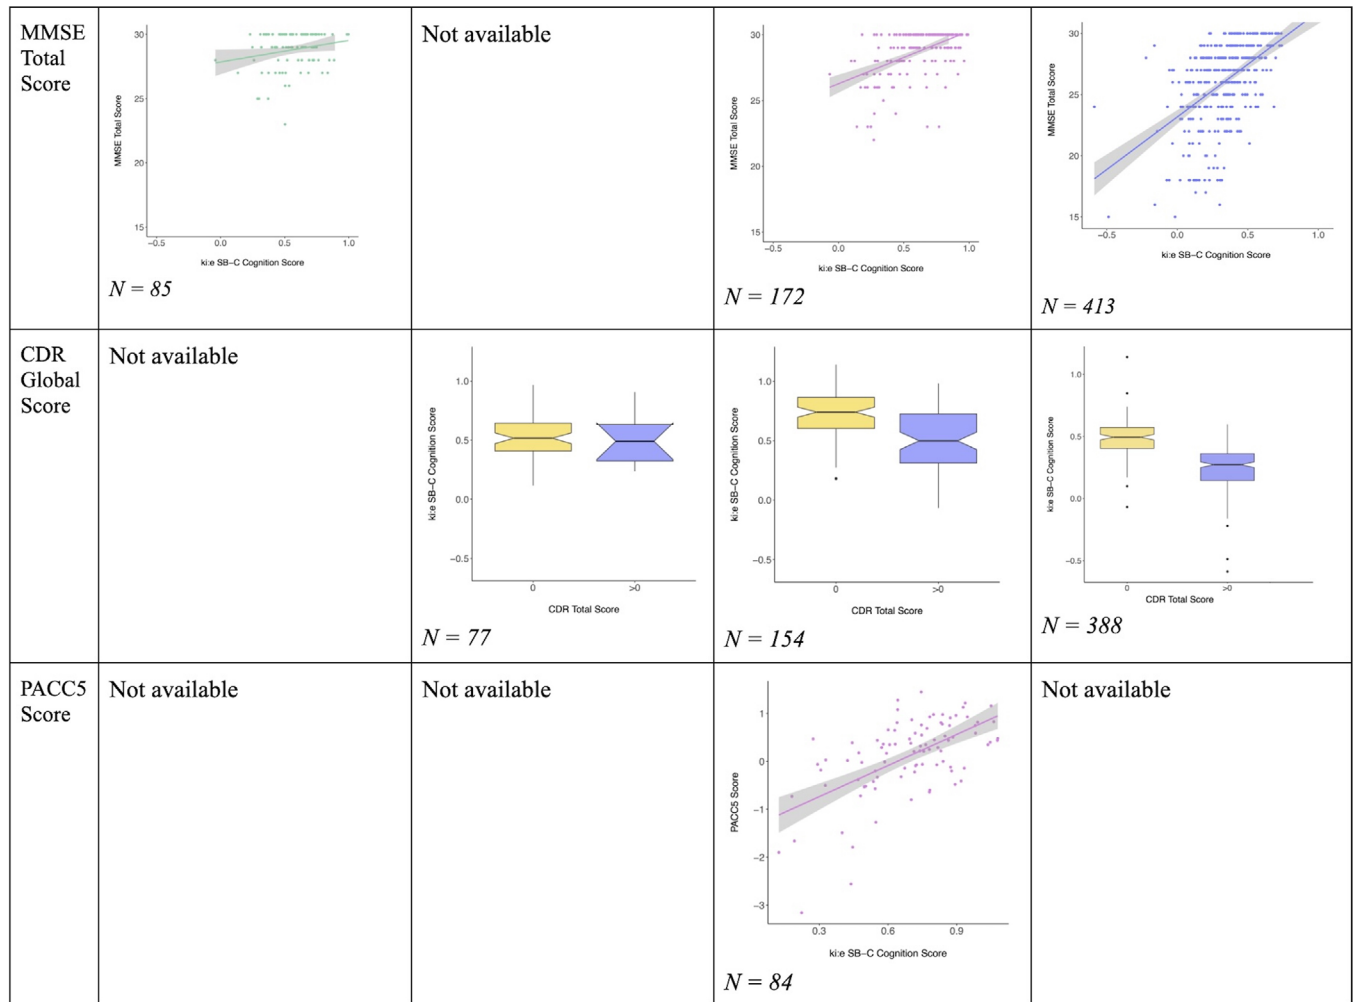 MMSE
Total
Score
30
25
20
15
MMSE Total Score
−0.5 0.0 0.5 1.0
ki:e SB−C Cognition Score
N = 85
Not available
30
25
20
15
MMSE Total Score
−0.5 0.0 0.5 1.0
ki:e SB−C Cognition Score
N = 172
30
25
20
15
MMSE Total Score
−0.5 0.0 0.5 1.0
ki:e SB−C Cognition Score
N = 413
CDR
Global
Score
Not available
1.0
0.5
0.0
−0.5
ki:e SB−C Cognition Score
0 >0
CDR Total Score
N = 77
1.0
0.5
0.0
−0.5
ki:e SB−C Cognition Score
0 >0
CDR Total Score
N = 154
1.0
0.5
0.0
−0.5
ki:e SB−C Cognition Score
0 >0
CDR Total Score
N = 388
PACC5
Score
Not available
Not available
1
0
−1
−2
−3
PACC5 Score
0.3 0.6 0.9
ki:e SB−C Cognition Score
N = 84
Not available